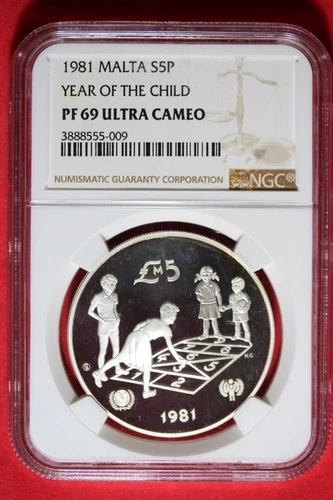 1981 MALTA S5P
YEAR OF THE CHILD
PF 69 ULTRA CAMEO
3888555-009
NUMISMATIC GUARANTY CORPORATION
NGC®
£M5
HG
1981